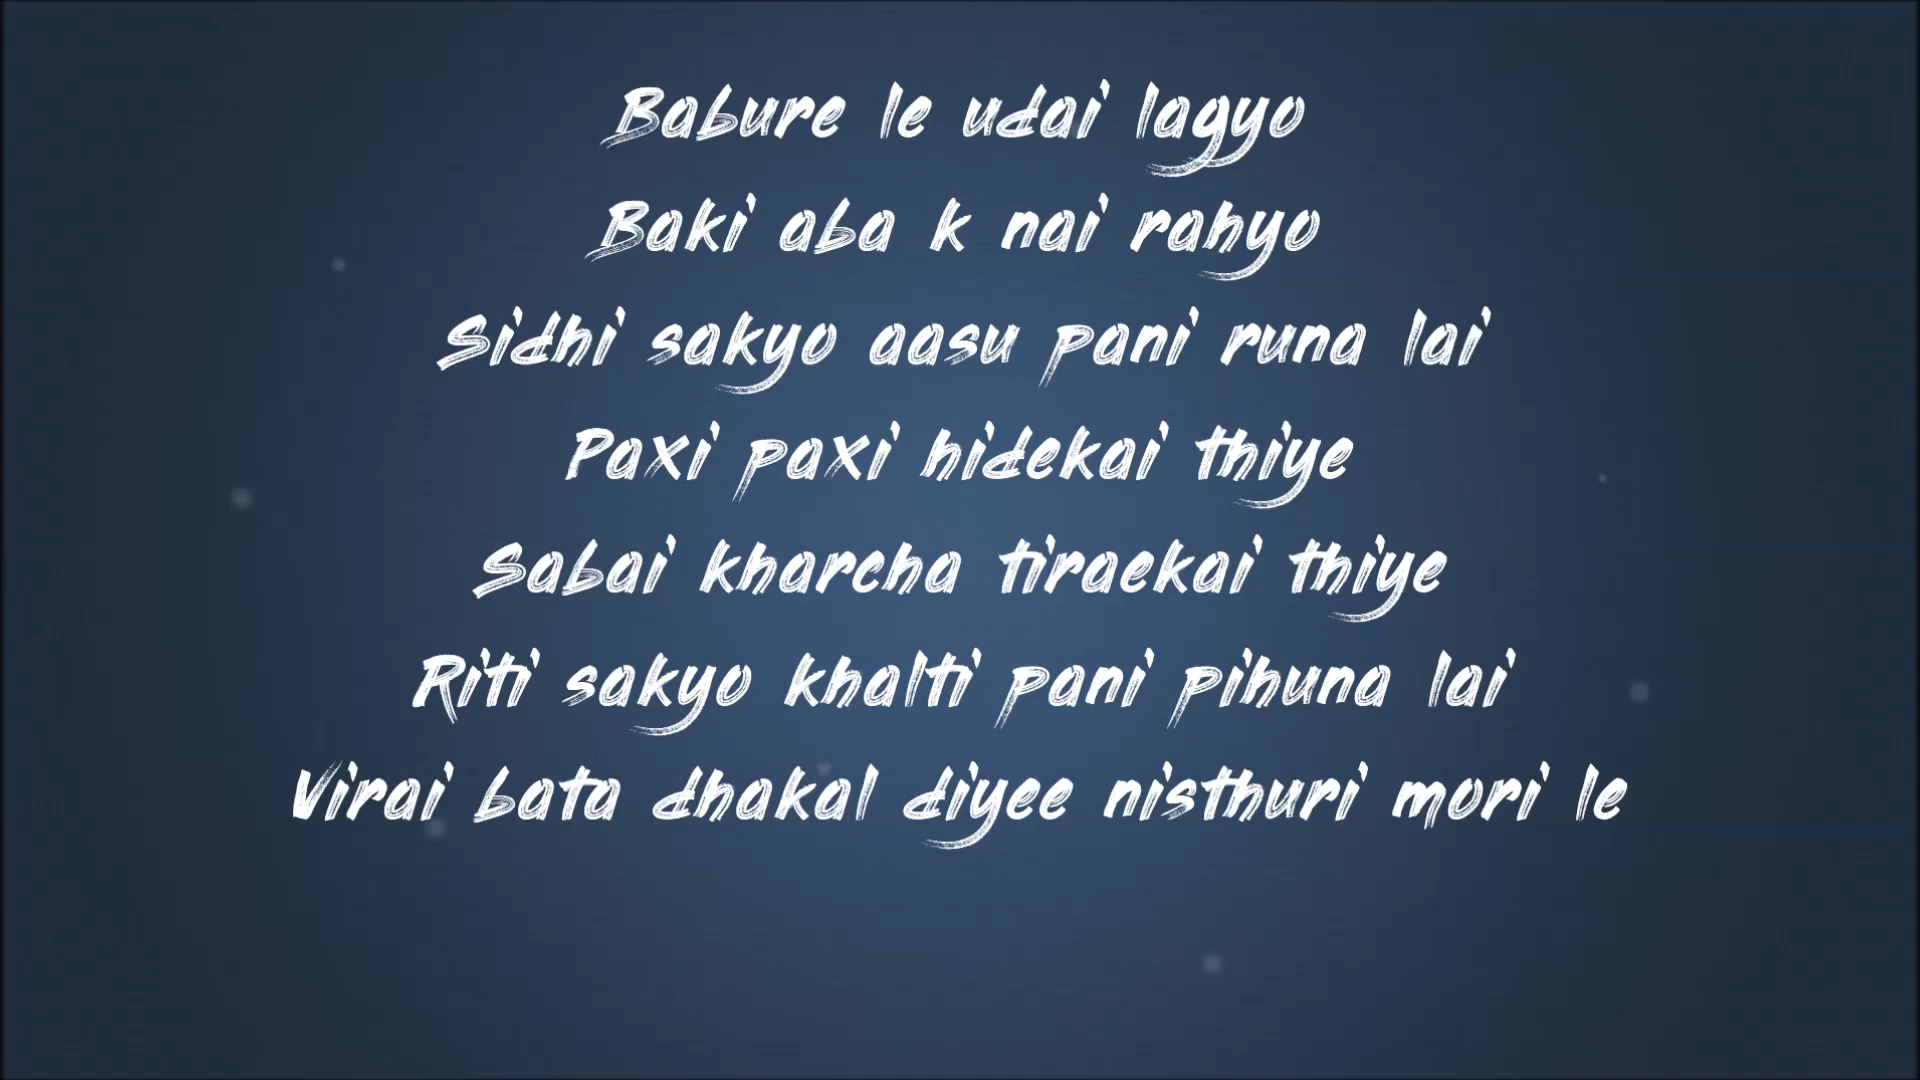 Babure le udai lagyo
Baki aba k nai rahyo
Sidhi sakyo aasu pani runa lai
Paxi paxi hidekai thiye
Sabai kharcha tiraekai thiye
Riti sakyo khalti pani pihuna lai
Virai bata dhakal diyee nisthuri mori le